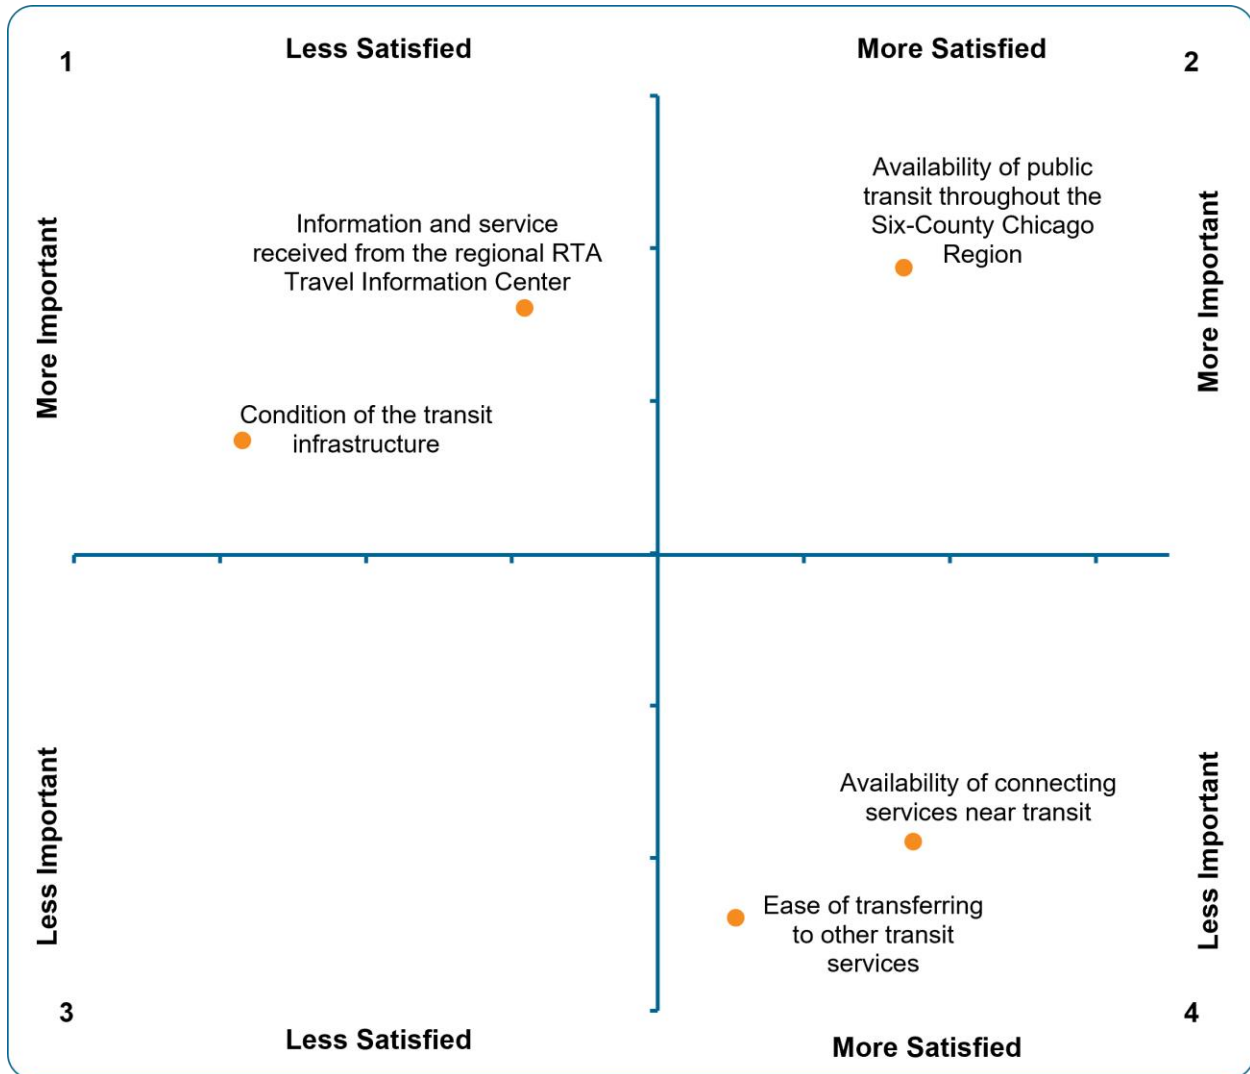 1
Less Satisfied
More Satisfied
2
More Important
Information and service
received from the regional RTA
Travel Information Center
Availability of public
transit throughout the
Six-County Chicago
Region
More Important
Condition of the transit
infrastructure
Less Important
Availability of connecting
services near transit
Less Important
Ease of transferring
to other transit
services
3
Less Satisfied
More Satisfied
4